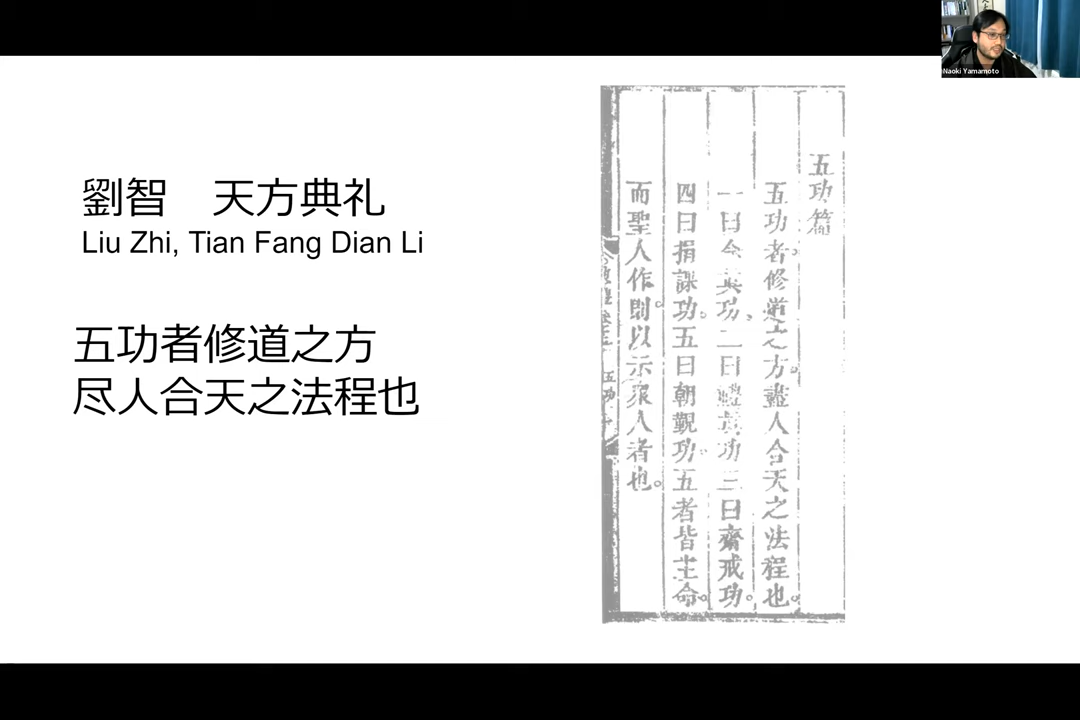 Naoki Yamamoto
劉智　天方典礼
Liu Zhi, Tian Fang Dian Li
五功者修道之方
尽人合天之法程也
五功篇
五功者。修道之方。盡人合天之法程也。
一曰念眞功、二曰禮眞功三曰齋戒功。
四曰捐課功。五曰朝覲功。五者皆主命。
而聖人作則。以示眾人者也。